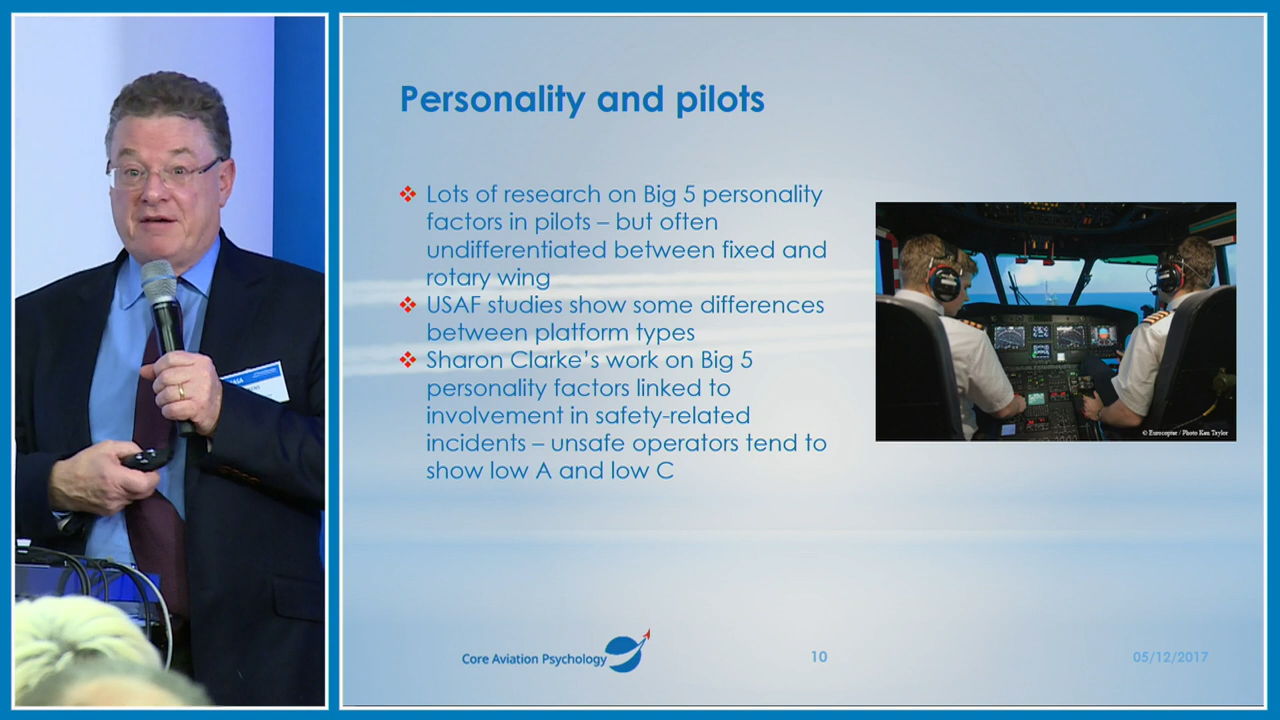 Personality and pilots
❖ Lots of research on Big 5 personality
factors in pilots – but often
undifferentiated between fixed and
rotary wing
❖ USAF studies show some differences
between platform types
❖ Sharon Clarke's work on Big 5
personality factors linked to
involvement in safety-related
incidents – unsafe operators tend to
show low A and low C
© Eurocopter / Photo Ken Taylor
Core Aviation Psychology
10
05/12/2017